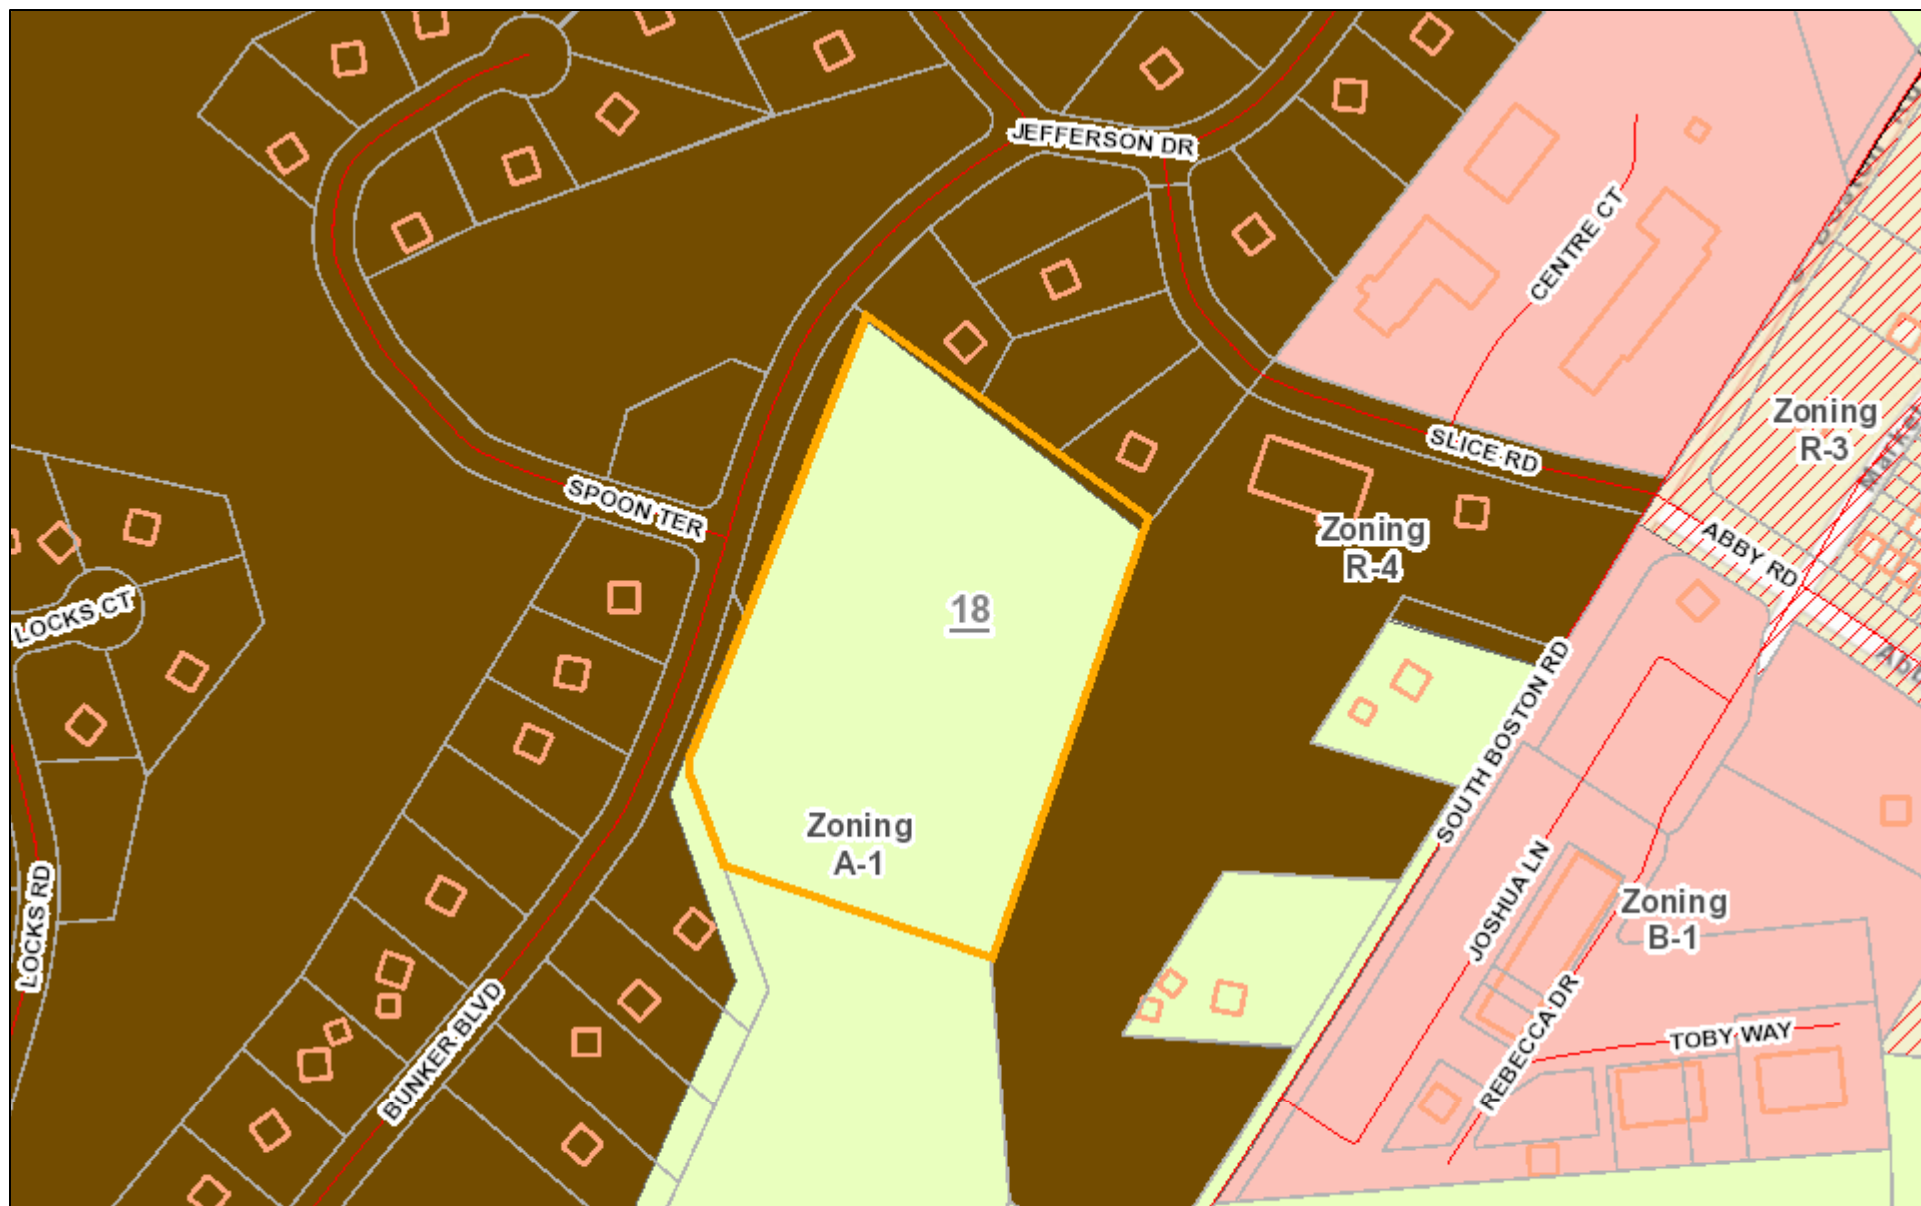 JEFFERSON DR
CENTRE CT
Zoning
R-3
Market
SLICE RD
SPOON TER
Zoning
R-4
ABBY RD
LOCKS CT
18
SOUTH BOSTON RD
Zoning
A-1
JOSHUA LN
LOCKS RD
Zoning
B-1
BUNKER BLVD
REBECCA DR
TOBY WAY